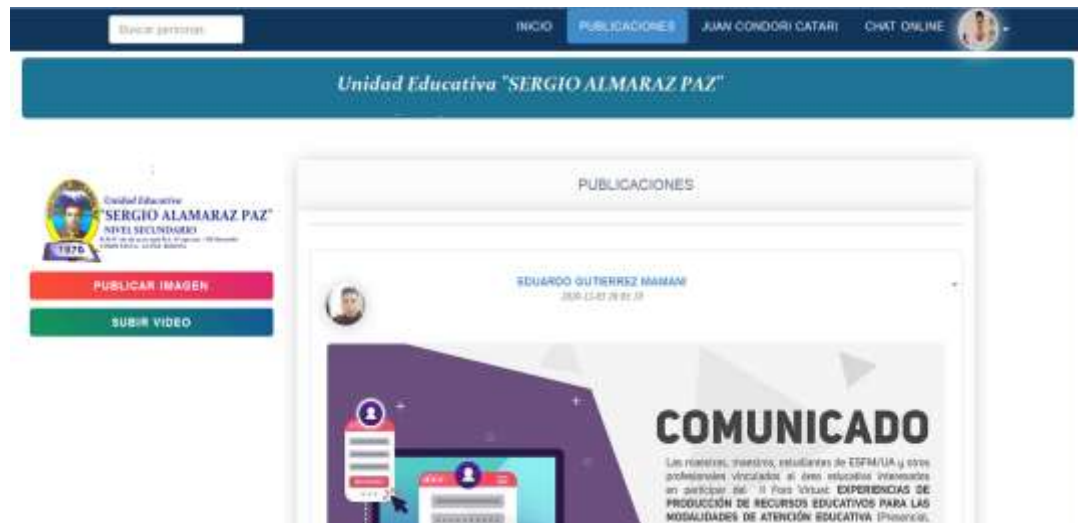 Buscar personas
INICIO PUBLICACIONES JUAN CONDORI CATARI CHAT ONLINE
Unidad Educativa "SERGIO ALMARAZ PAZ"
Unidad Educativa
"SERGIO ALAMARAZ PAZ"
NIVEL SECUNDARIO
1976
PUBLICAR IMAGEN
SUBIR VIDEO
PUBLICACIONES
EDUARDO GUTIERREZ MAMANI
COMUNICADO
Las maestras, maestros, estudiantes de ESFM/UA y otros
profesionales vinculados al área educativa interesados
en participar del II Foro Virtual: EXPERIENCIAS DE
PRODUCCIÓN DE RECURSOS EDUCATIVOS PARA LAS
MODALIDADES DE ATENCIÓN EDUCATIVA (Presencial,